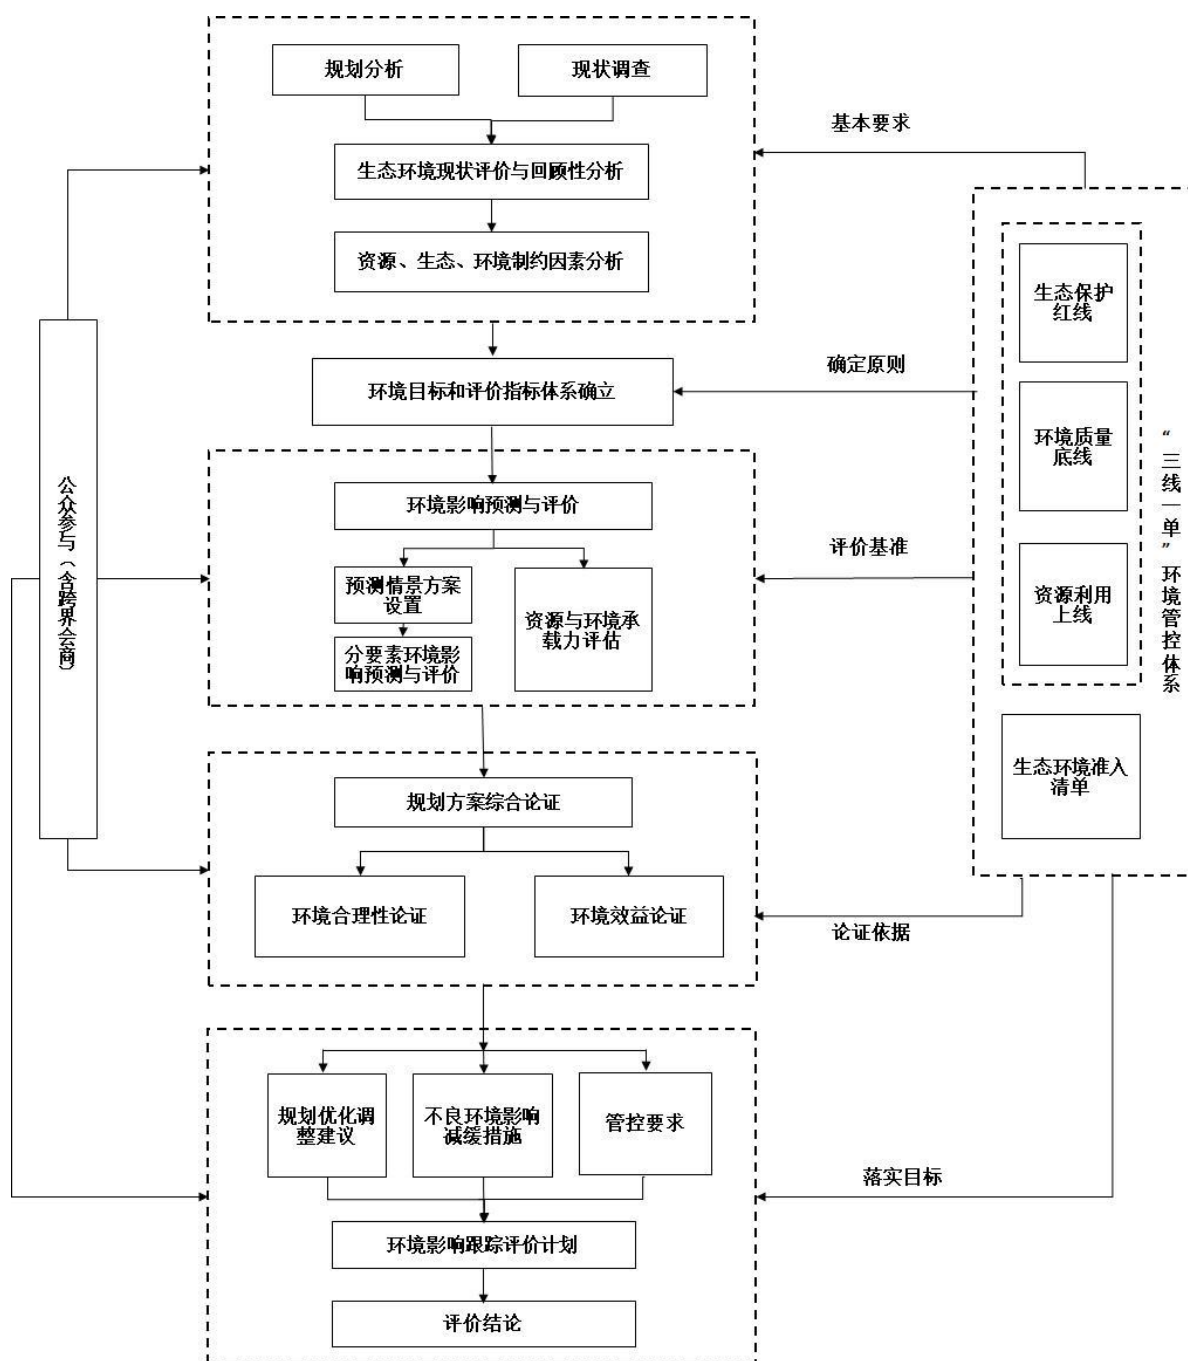 规划分析
现状调查
基本要求
生态环境现状评价与回顾性分析
资源、生态、环境制约因素分析
生态保护
红线
确定原则
环境目标和评价指标体系确立
环境质量
底线
“三线一单”环境管控体系
公众参与（含跨界会商）
环境影响预测与评价
评价基准
预测情景方案
设置
资源与环境承
载力评估
资源利用
上线
分要素环境影
响预测与评价
生态环境准入
清单
规划方案综合论证
环境合理性论证
环境效益论证
论证依据
规划优化调
整建议
不良环境影响
减缓措施
管控要求
落实目标
环境影响跟踪评价计划
评价结论